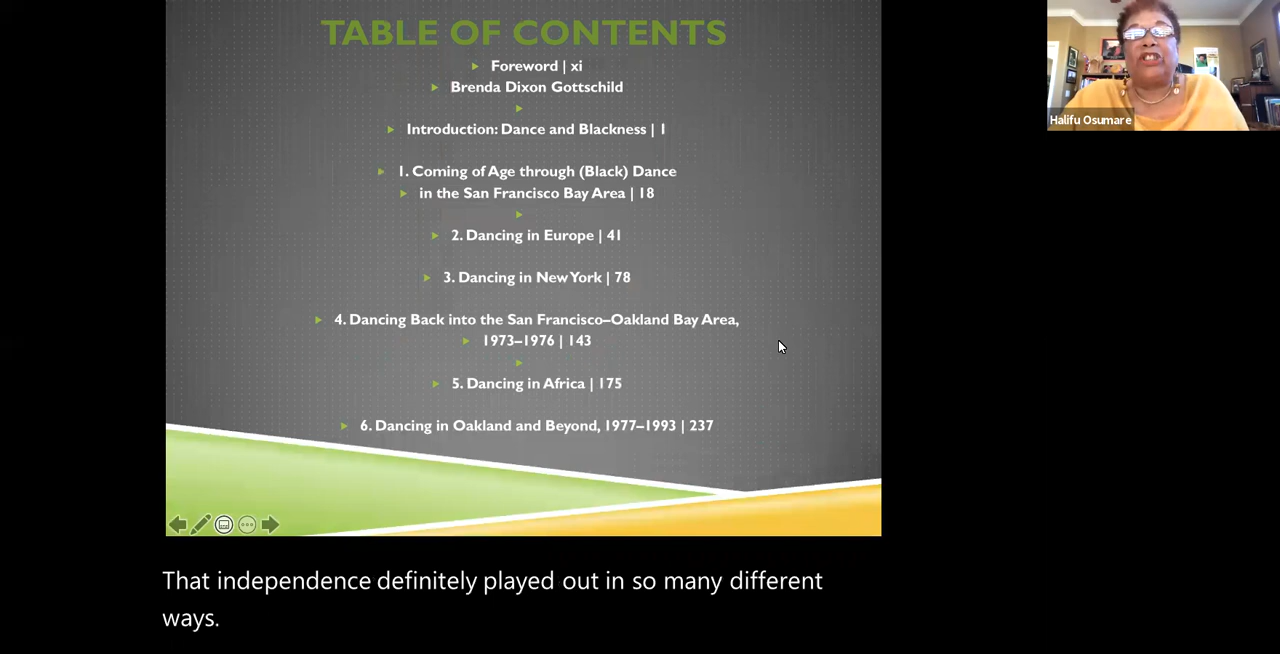 TABLE OF CONTENTS
Foreword | xi
Brenda Dixon Gottschild
Introduction: Dance and Blackness | 1
1. Coming of Age through (Black) Dance
in the San Francisco Bay Area | 18
2. Dancing in Europe | 41
3. Dancing in New York | 78
4. Dancing Back into the San Francisco–Oakland Bay Area,
1973–1976 | 143
5. Dancing in Africa | 175
6. Dancing in Oakland and Beyond, 1977–1993 | 237
Halifu Osumare
That independence definitely played out in so many different
ways.